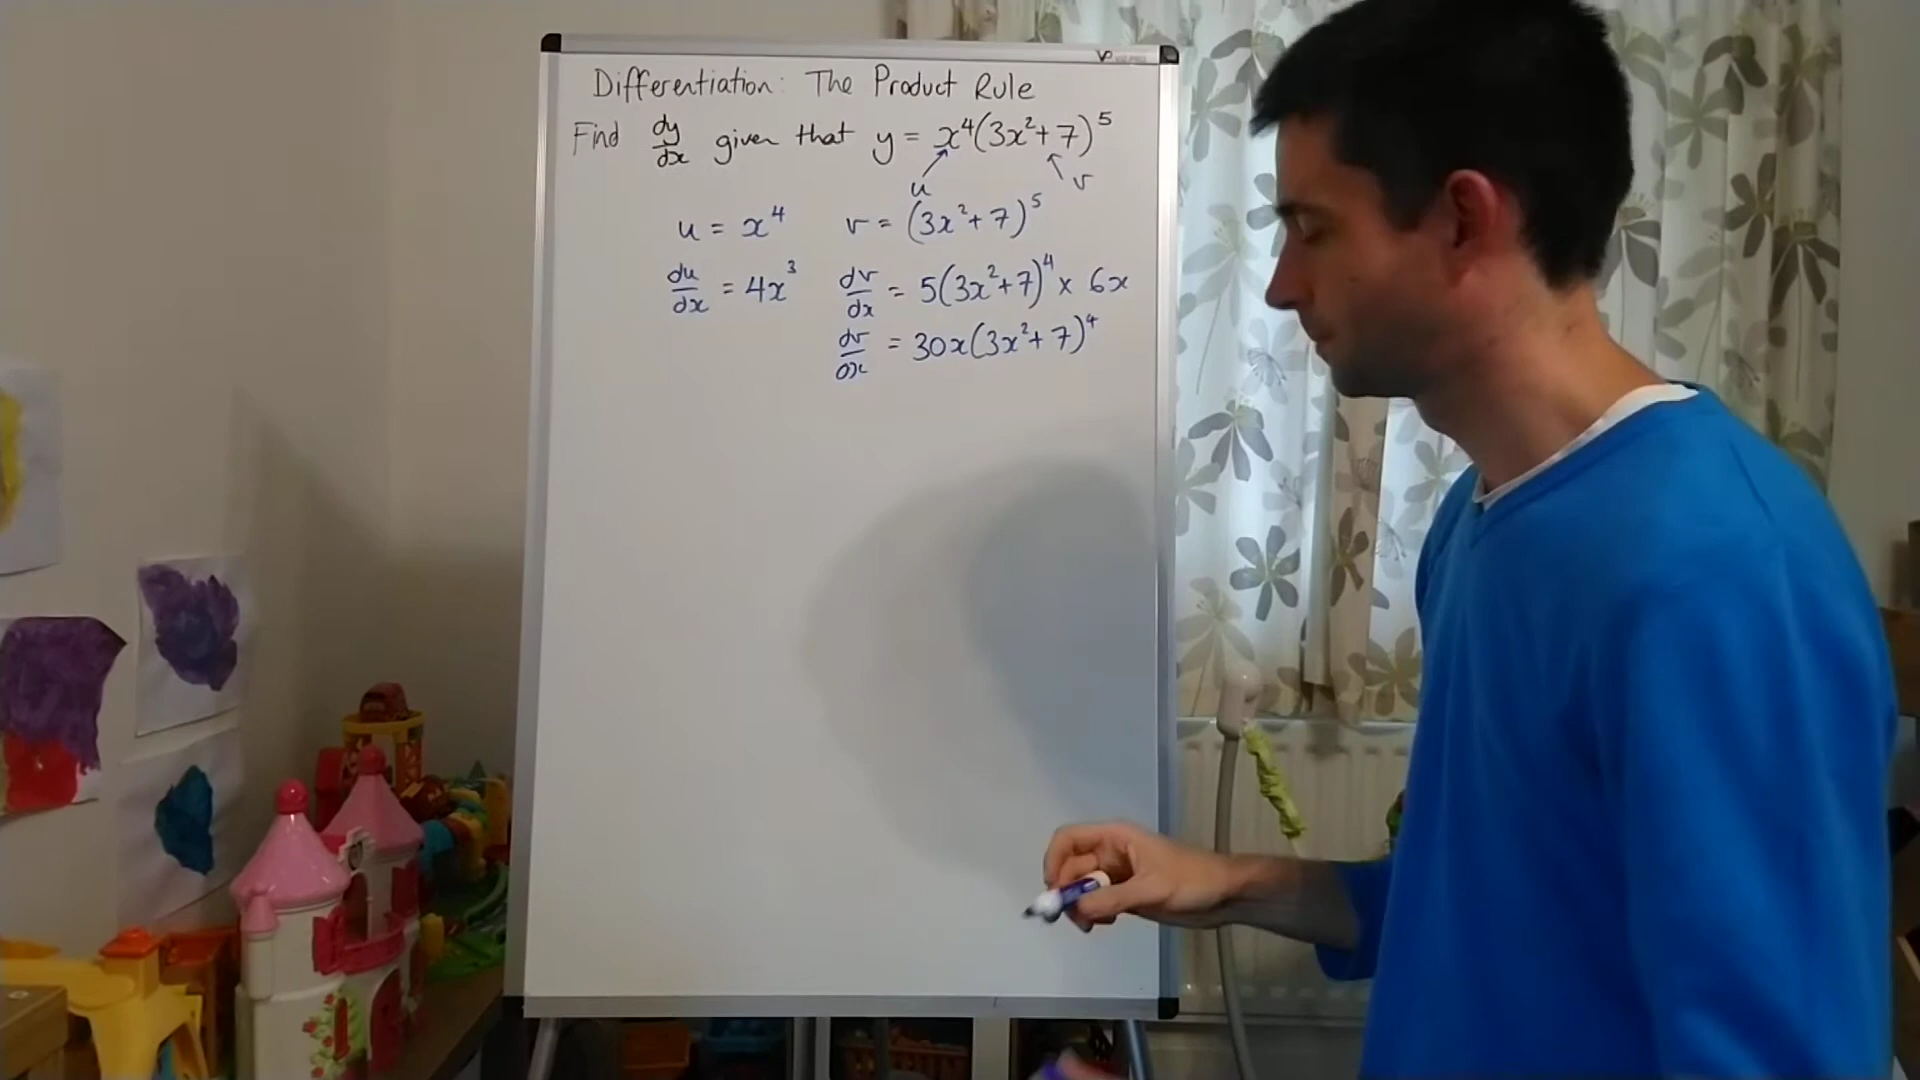 Differentiation: The Product Rule
Find dy/dx given that y = x⁴(3x²+7)⁵
u v
u = x⁴ v = (3x²+7)⁵
du/dx = 4x³ dv/dx = 5(3x²+7)⁴ × 6x
dv/dx = 30x(3x²+7)⁴